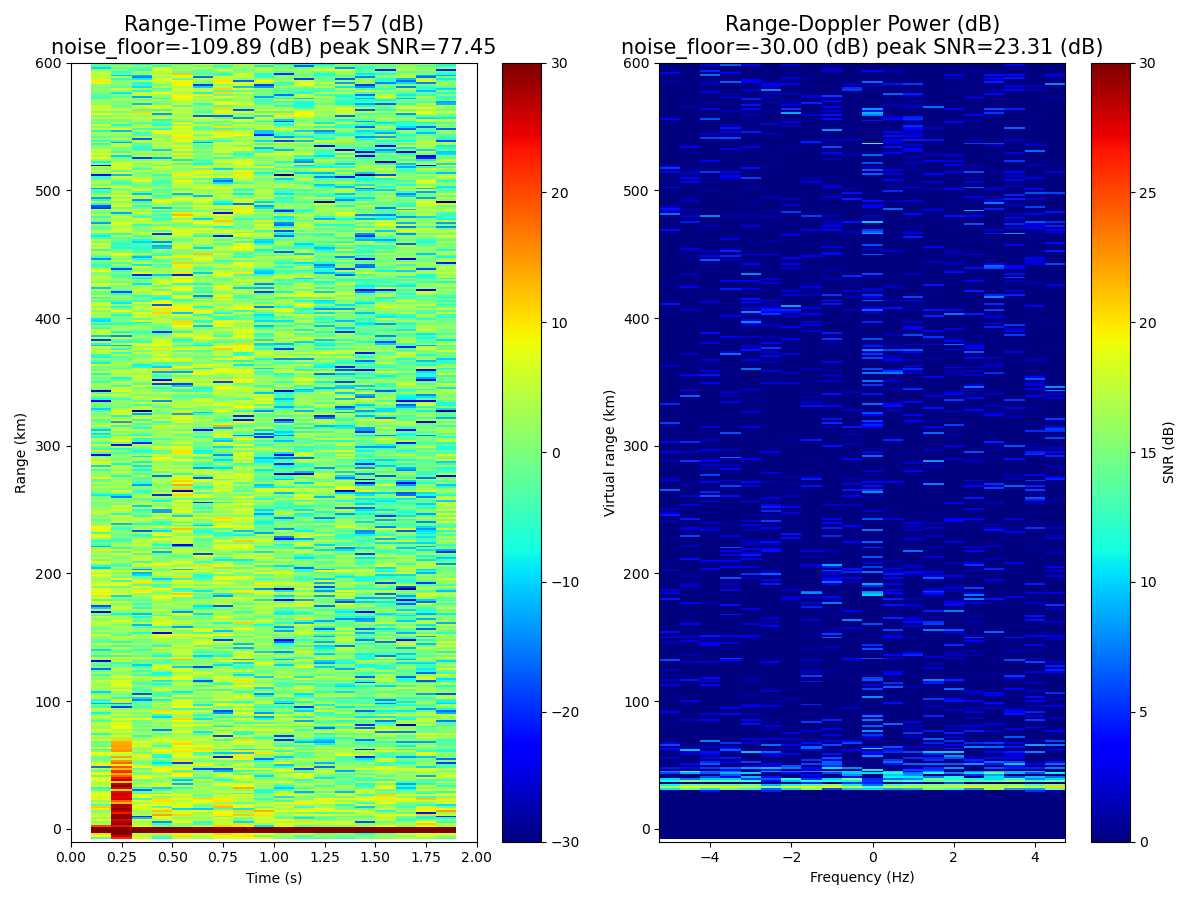 Range-Time Power f=57 (dB)
noise_floor=-109.89 (dB) peak SNR=77.45
Range (km)
600
500
400
300
200
100
0
0.00 0.25 0.50 0.75 1.00 1.25 1.50 1.75 2.00
Time (s)
30
20
10
0
−10
−20
−30
Range-Doppler Power (dB)
noise_floor=-30.00 (dB) peak SNR=23.31 (dB)
Virtual range (km)
600
500
400
300
200
100
0
−4 −2 0 2 4
Frequency (Hz)
30
25
20
15
10
5
0
SNR (dB)